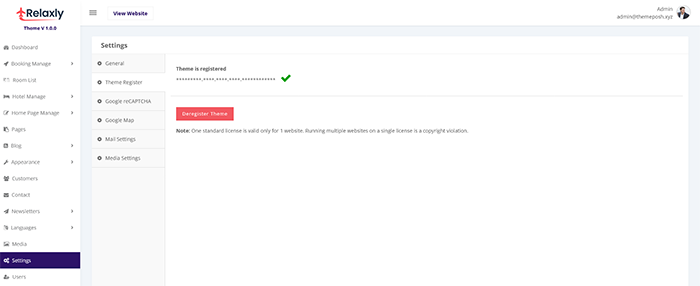 Relaxly
Theme V 1.0.0
View Website
Admin
admin@themeposh.xyz
Dashboard
Booking Manage
Room List
Hotel Manage
Home Page Manage
Pages
Blog
Appearance
Customers
Contact
Newsletters
Languages
Media
Settings
Users
Settings
General
Theme Register
Google reCAPTCHA
Google Map
Mail Settings
Media Settings
Theme is registered
*********-****-****-****-************
Deregister Theme
Note: One standard license is valid only for 1 website. Running multiple websites on a single license is a copyright violation.